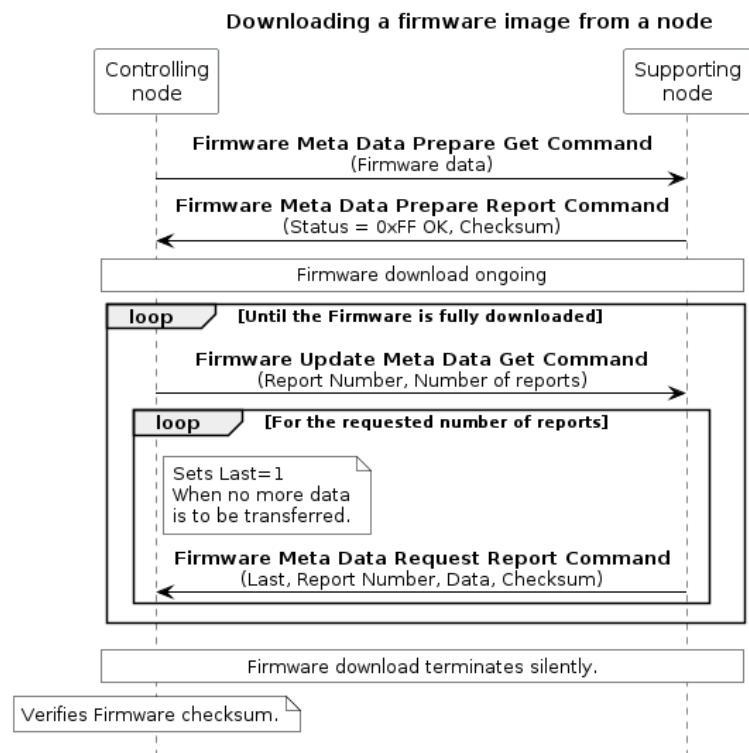 Downloading a firmware image from a node
Controlling
node
Supporting
node
Firmware Meta Data Prepare Get Command
(Firmware data)
Firmware Meta Data Prepare Report Command
(Status = 0xFF OK, Checksum)
Firmware download ongoing
loop [Until the Firmware is fully downloaded]
Firmware Update Meta Data Get Command
(Report Number, Number of reports)
loop [For the requested number of reports]
Sets Last=1
When no more data
is to be transferred.
Firmware Meta Data Request Report Command
(Last, Report Number, Data, Checksum)
Firmware download terminates silently.
Verifies Firmware checksum.